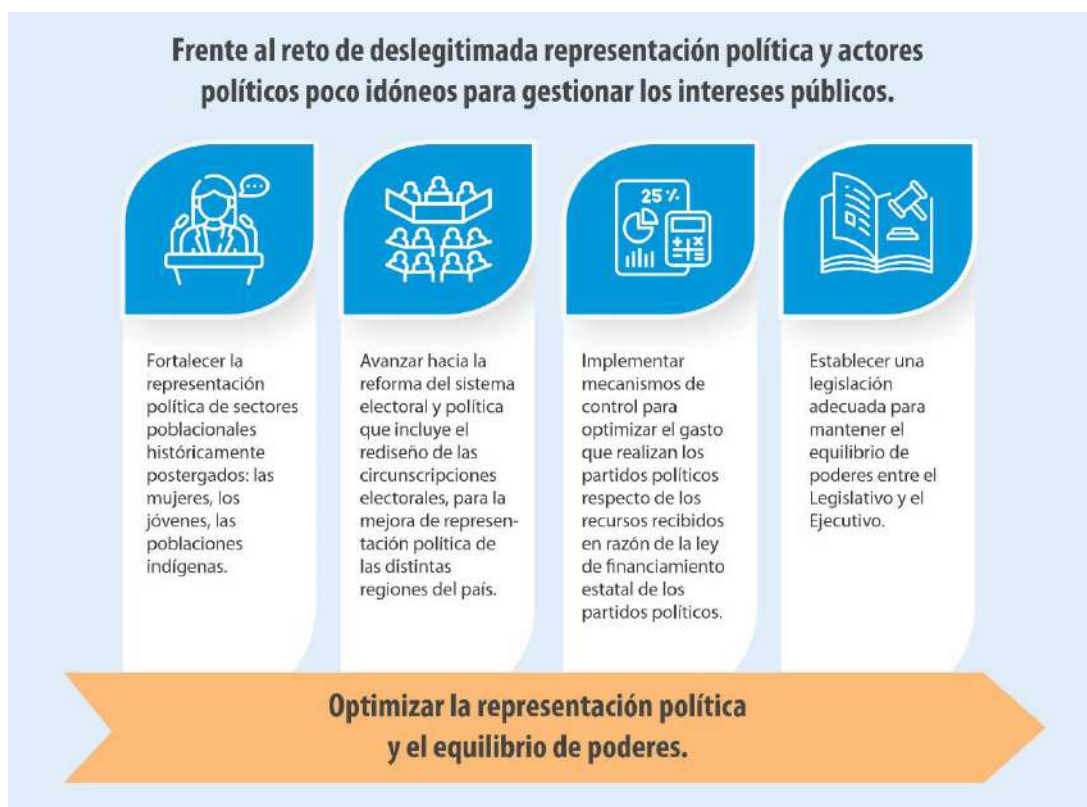 Frente al reto de deslegitimada representación política y actores
políticos poco idóneos para gestionar los intereses públicos.
Fortalecer la
representación
política de sectores
poblacionales
históricamente
postergados: las
mujeres, los
jóvenes, las
poblaciones
indígenas.
Avanzar hacia la
reforma del sistema
electoral y política
que incluye el
rediseño de las
circunscripciones
electorales, para la
mejora de represen-
tación política de
las distintas
regiones del país.
25 %
Implementar
mecanismos de
control para
optimizar el gasto
que realizan los
partidos políticos
respecto de los
recursos recibidos
en razón de la ley
de financiamiento
estatal de los
partidos políticos.
Establecer una
legislación
adecuada para
mantener el
equilibrio de
poderes entre el
Legislativo y el
Ejecutivo.
Optimizar la representación política
y el equilibrio de poderes.